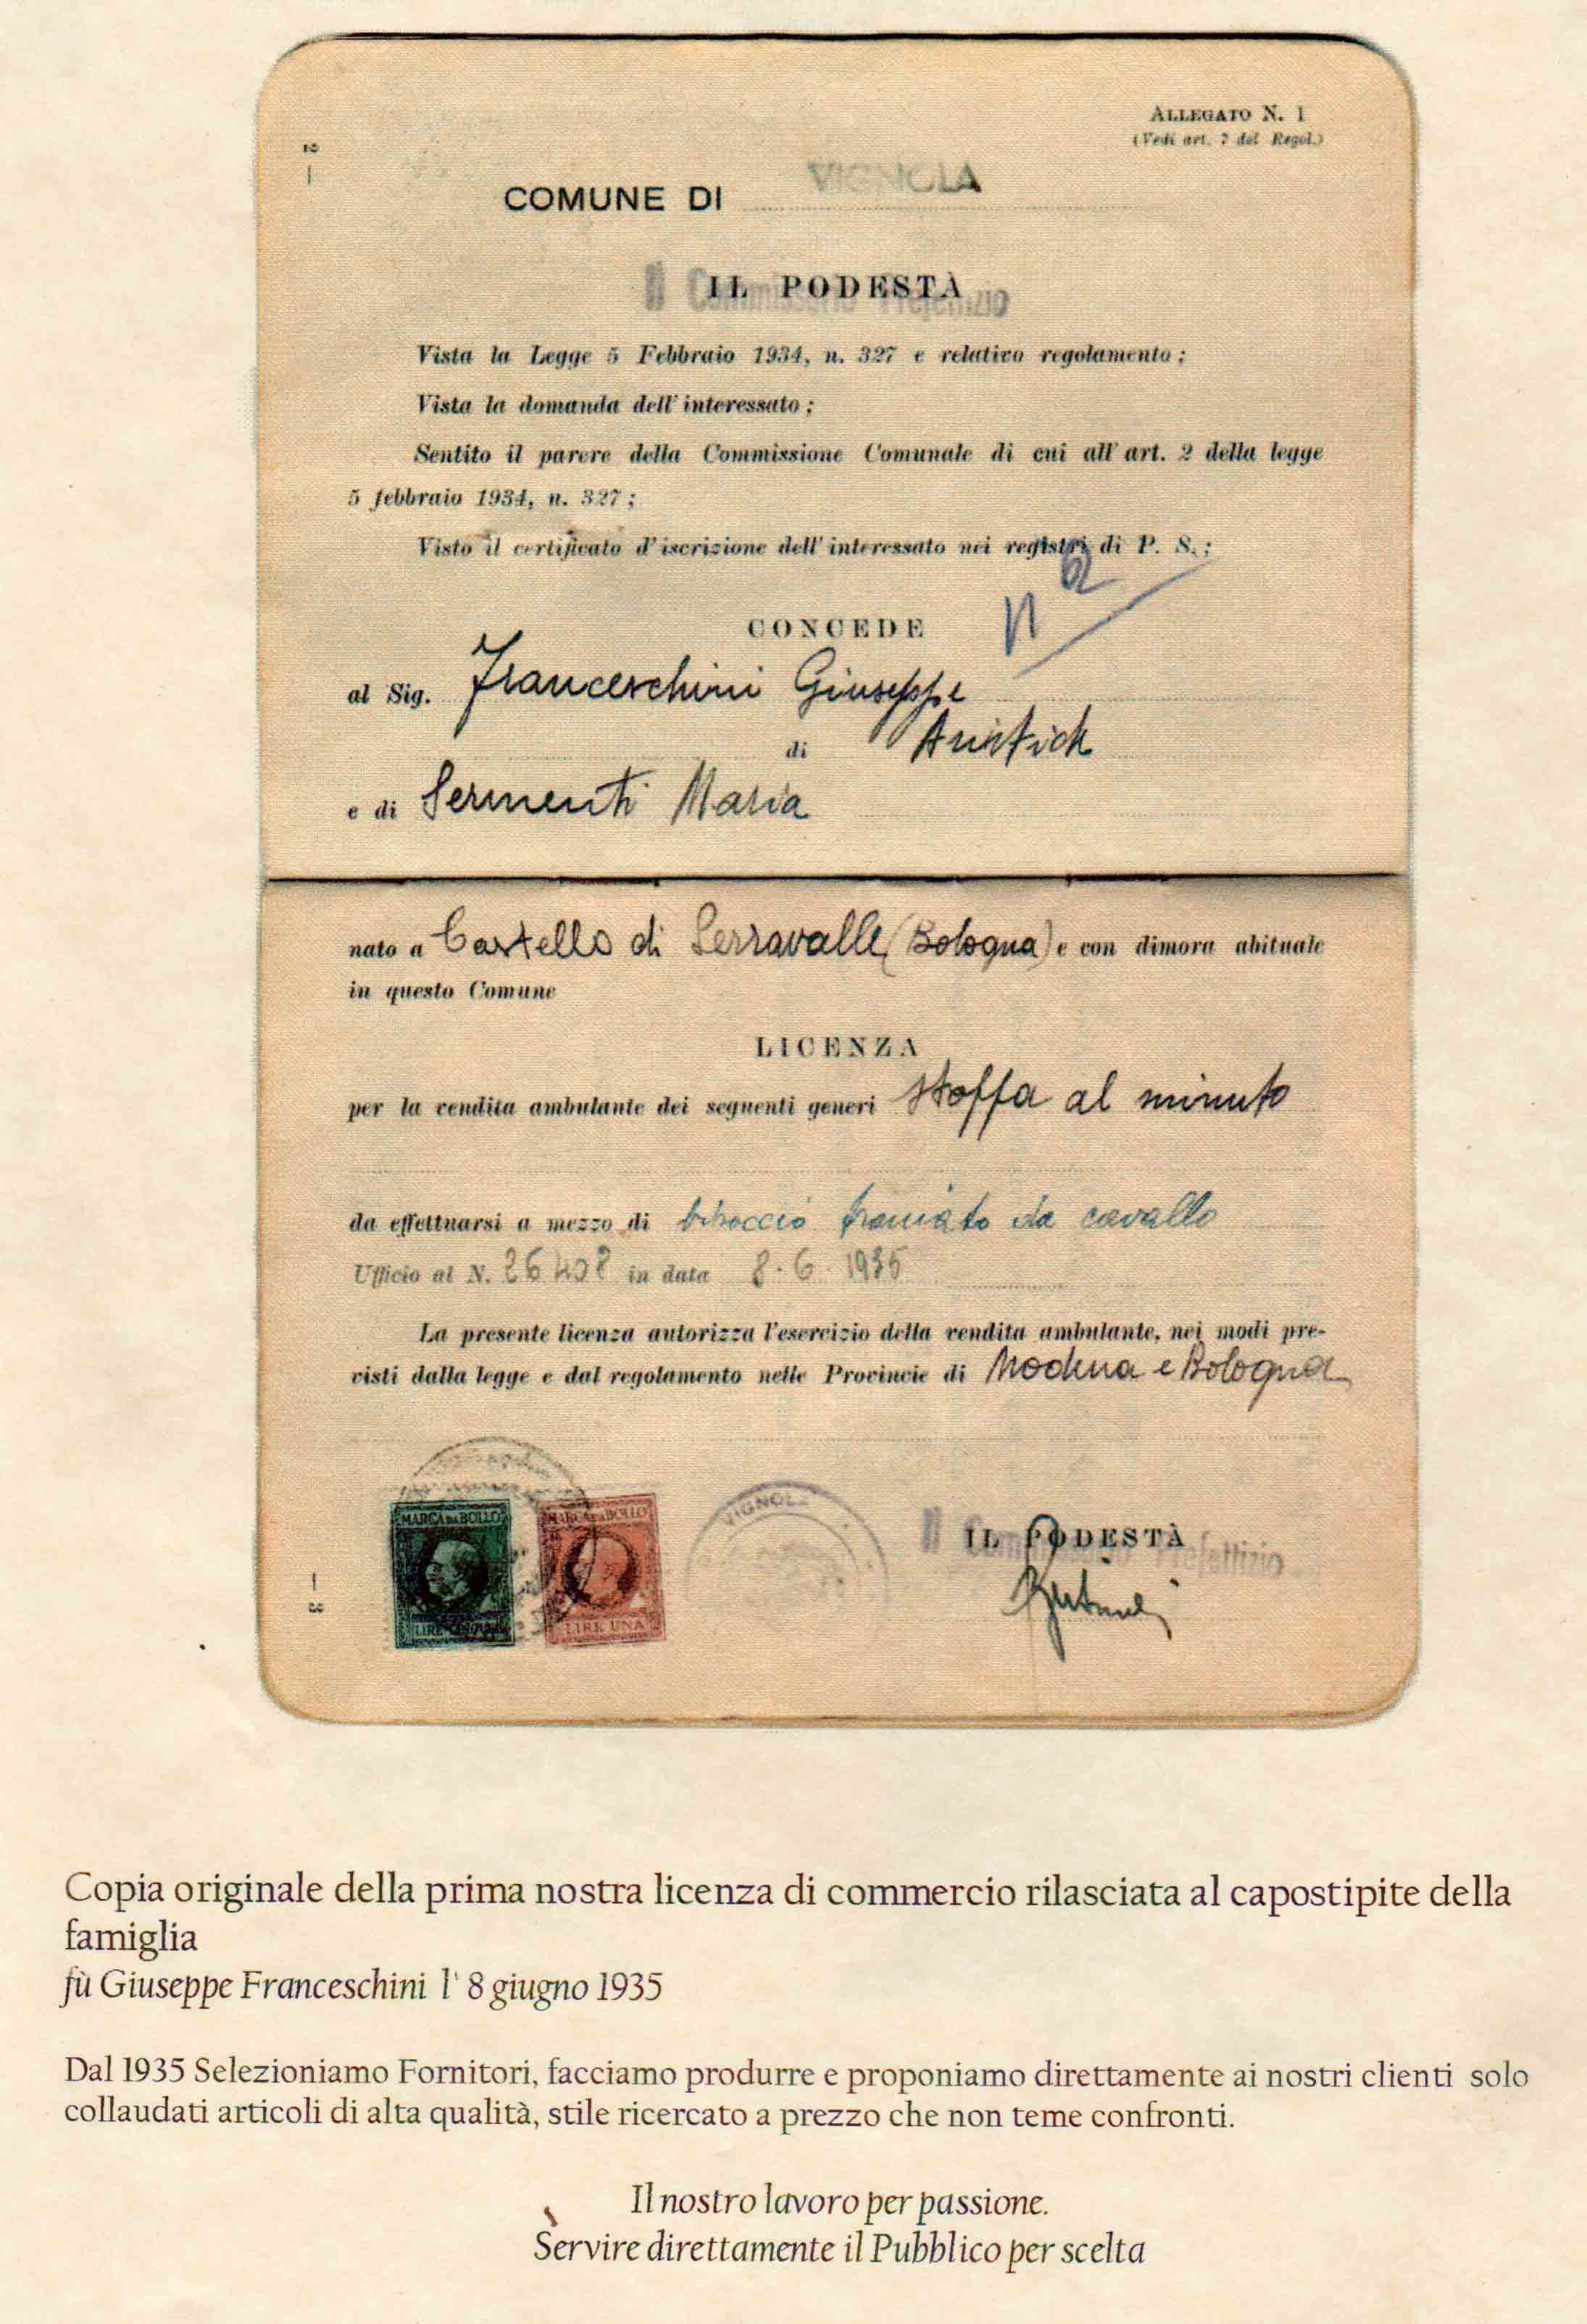 ALLEGATO N. 1
(Vedi art. 7 del Regol.)
2 —
COMUNE DI VIGNOLA
IL PODESTÀ
Il Commissario Prefettizio
Vista la Legge 5 Febbraio 1934, n. 327 e relativo regolamento;
Vista la domanda dell'interessato;
Sentito il parere della Commissione Comunale di cui all'art. 2 della legge
5 febbraio 1934, n. 327;
Visto il certificato d'iscrizione dell'interessato nei registri di P. S.;
CONCEDE
al Sig. Franceschini Giuseppe
di
e di Sermenti Maria
nato a Castello di Serravalle (Bologna) e con dimora abituale
in questo Comune
LICENZA
per la vendita ambulante dei seguenti generi stoffa al minuto
da effettuarsi a mezzo di biroccio trainato da cavallo
Ufficio al N. in data 8.6.1935
La presente licenza autorizza l'esercizio della vendita ambulante, nei modi pre-
visti dalla legge e dal regolamento nelle Provincie di Modena e Bologna
MARCA DA BOLLO
LIRE CINQUE
MARCA DA BOLLO
LIRE UNA
VIGNOLA
IL PODESTÀ
Il Commissario Prefettizio
— 3
Copia originale della prima nostra licenza di commercio rilasciata al capostipite della
famiglia
fù Giuseppe Franceschini l' 8 giugno 1935
Dal 1935 Selezioniamo Fornitori, facciamo produrre e proponiamo direttamente ai nostri clienti solo
collaudati articoli di alta qualità, stile ricercato a prezzo che non teme confronti.
Il nostro lavoro per passione.
Servire direttamente il Pubblico per scelta